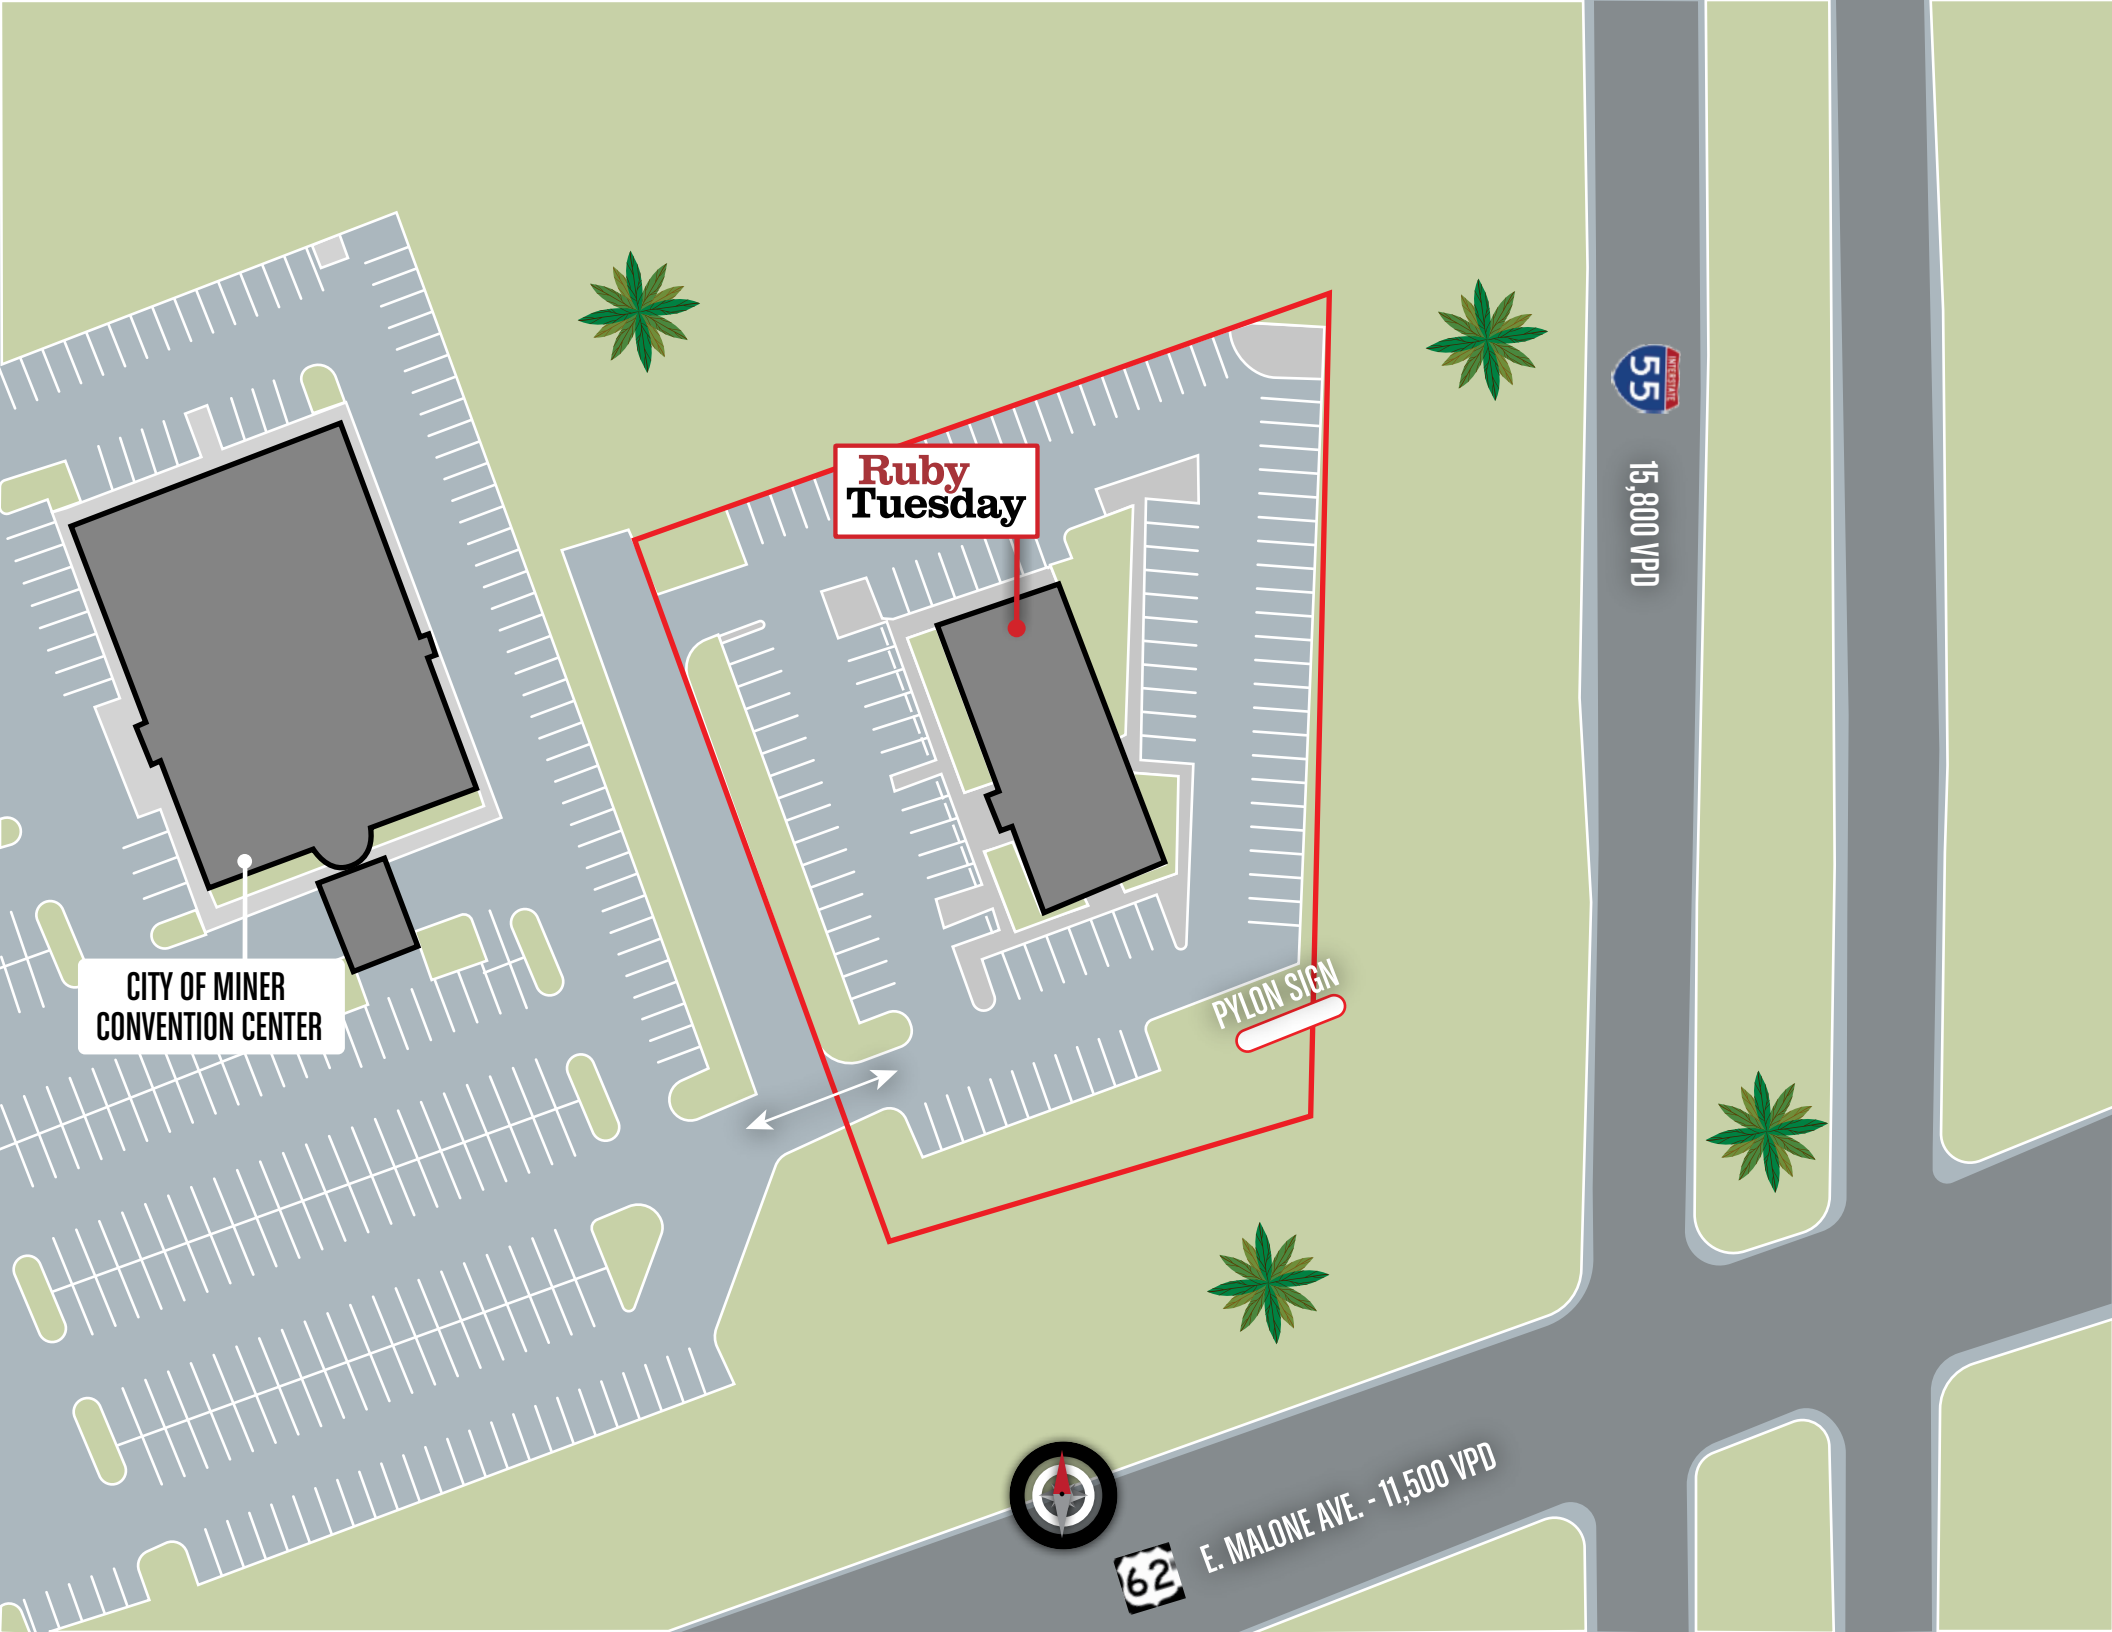 Ruby
Tuesday
INTERSTATE
55
15,800 VPD
CITY OF MINER
CONVENTION CENTER
PYLON SIGN
62
E. MALONE AVE. - 11,500 VPD